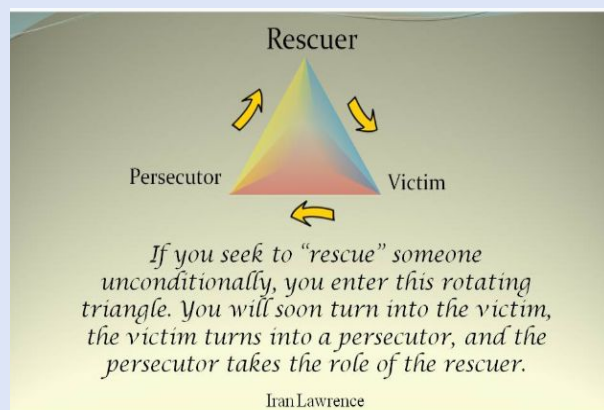 Rescuer
Persecutor
Victim
If you seek to “rescue” someone
unconditionally, you enter this rotating
triangle. You will soon turn into the victim,
the victim turns into a persecutor, and the
persecutor takes the role of the rescuer.
Iran Lawrence